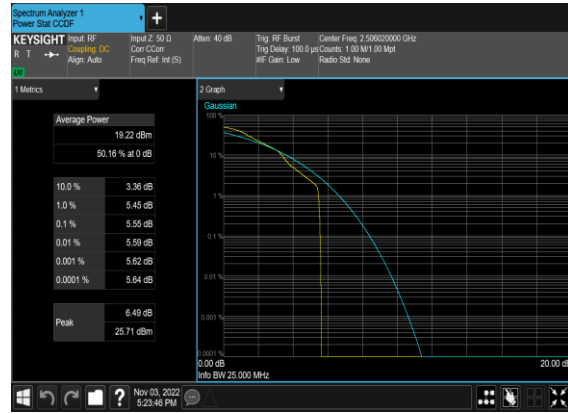 Spectrum Analyzer 1
Power Stat CCDF
+
KEYSIGHT
R T
LXI
Input: RF
Coupling: DC
Align: Auto
Input Z: 50 Ω
Corr CCorr
Freq Ref: Int (S)
Atten: 40 dB
Trig: RF Burst
Trig Delay: 100.0 µs
#IF Gain: Low
Center Freq: 2.506020000 GHz
Counts: 1.00 M/1.00 Mpt
Radio Std: None
1 Metrics
Average Power
19.22 dBm
50.16 % at 0 dB
10.0 % 3.36 dB
1.0 % 5.45 dB
0.1 % 5.55 dB
0.01 % 5.59 dB
0.001 % 5.62 dB
0.0001 % 5.64 dB
Peak
6.49 dB
25.71 dBm
2 Graph
Gaussian
100 %
10 %
1 %
0.1 %
0.01 %
0.001 %
0.0001 %
0.00 dB
20.00 dB
Info BW 25.000 MHz
?
Nov 03, 2022
5:23:46 PM